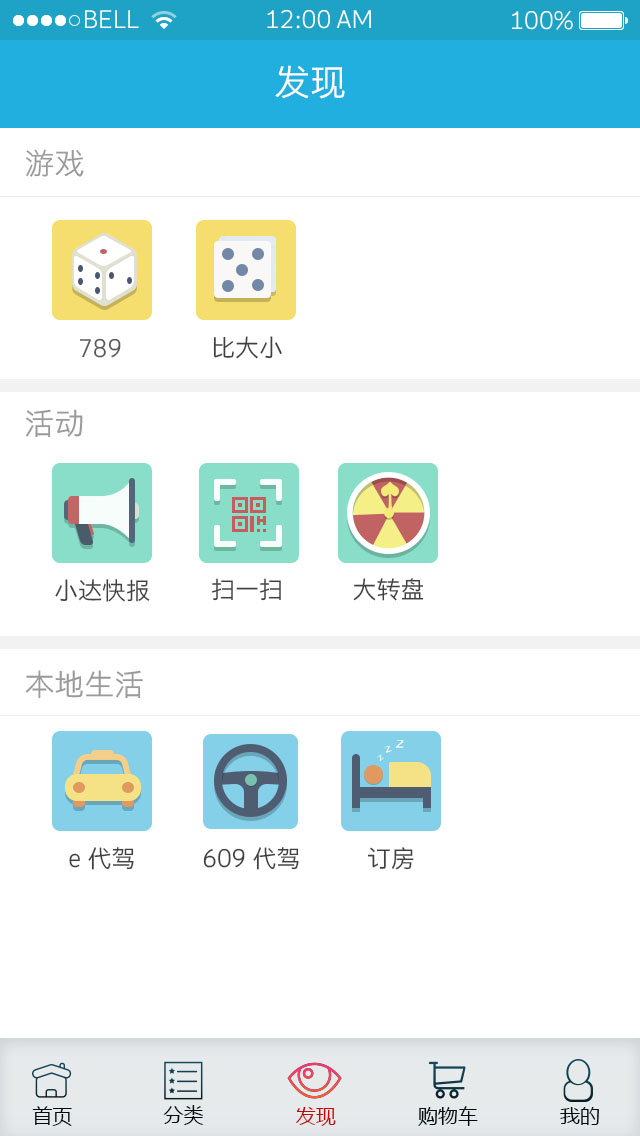 BELL 12:00 AM 100%
发现
游戏
789 比大小
活动
小达快报 扫一扫 大转盘
本地生活
z z z
e 代驾 609 代驾 订房
首页 分类 发现 购物车 我的